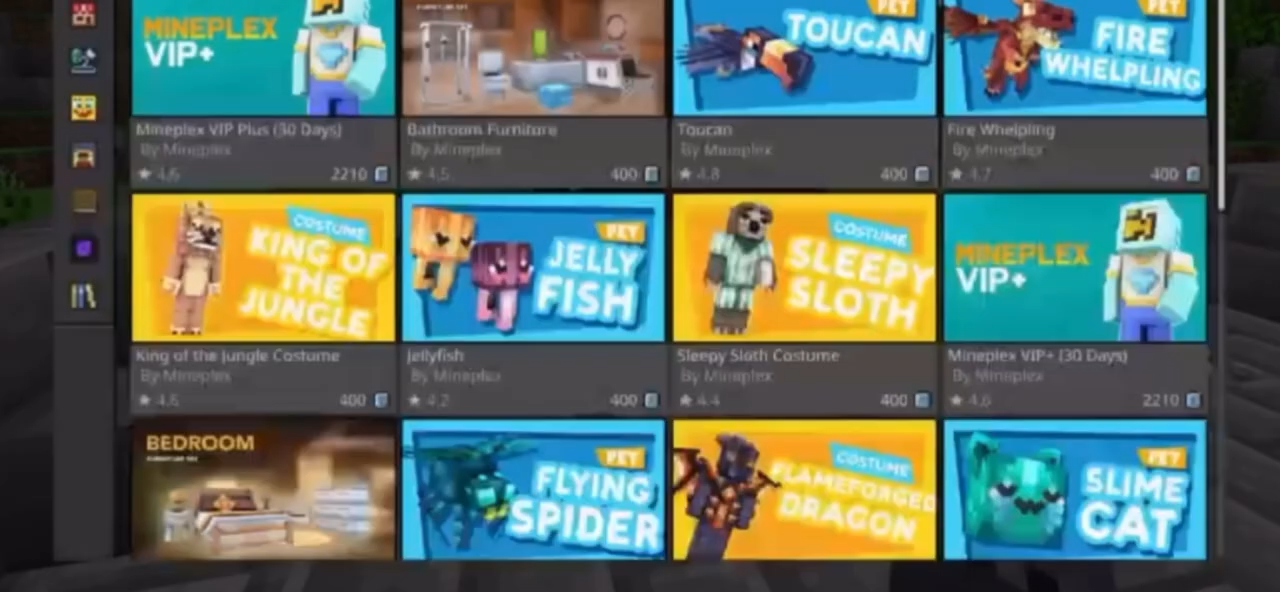 MINEPLEX
VIP+
PET
TOUCAN
PET
FIRE
WHELPLING
Mineplex VIP Plus (30 Days)
By Mineplex
4.6
2210
Bathroom Furniture
By Mineplex
4.5
400
Toucan
By Mineplex
4.8
400
Fire Whelpling
By Mineplex
4.7
400
COSTUME
KING OF
THE
JUNGLE
PET
JELLY
FISH
COSTUME
SLEEPY
SLOTH
MINEPLEX
VIP+
King of the Jungle Costume
By Mineplex
4.6
400
Jellyfish
By Mineplex
4.2
400
Sleepy Sloth Costume
By Mineplex
4.4
400
Mineplex VIP+ (30 Days)
By Mineplex
4.6
2210
BEDROOM
PET
FLYING
SPIDER
COSTUME
FLAMEFORGED
DRAGON
PET
SLIME
CAT